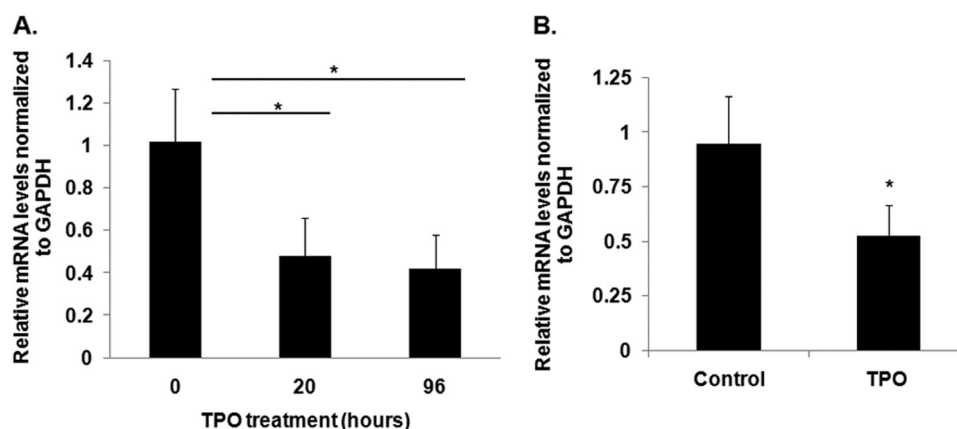 A.
Relative mRNA levels normalized
to GAPDH
1.4
1.2
1
0.8
0.6
0.4
0.2
0
*
*
0 20 96
TPO treatment (hours)
B.
Relative mRNA levels normalized
to GAPDH
1.25
1
0.75
0.5
0.25
0
*
Control TPO